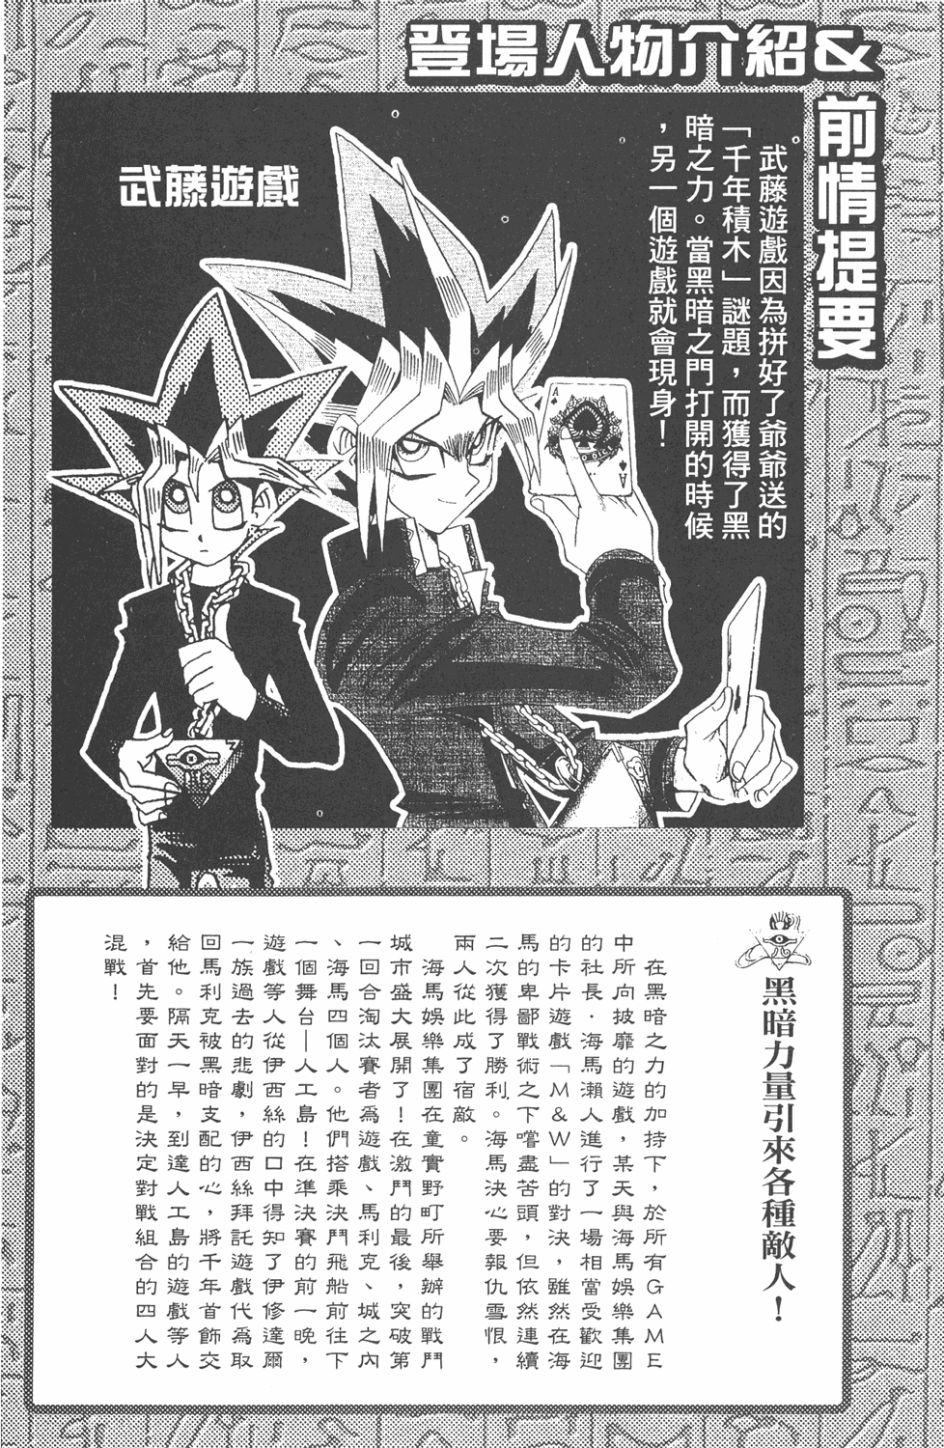 登場人物介紹&
前情提要
武藤遊戲因為拼好了爺爺送的
「千年積木」謎題，而獲得了黑
暗之力。當黑暗之門打開的時候
，另一個遊戲就會現身！
武藤遊戲
A
A
黑暗力量引來各種敵人！
在黑暗之力的加持下，於所有GAME
中所向披靡的遊戲，某天與海馬娛樂集團
的社長·海馬瀨人進行了一場相當受歡迎
的卡片遊戲「M&W」的對決，雖然在海
馬的卑鄙戰術之下嚐盡苦頭，但依然連續
二次獲得了勝利。海馬決心要報仇雪恨，
兩人從此成了宿敵。
海馬娛樂集團在童實野町所舉辦的戰鬥
城市盛大展開了！在激鬥的最後，突破第
一回合淘汰賽者為遊戲、馬利克、城之內
、海馬四個人。他們搭乘決鬥飛船前往下
一個舞台—人工島！在準決賽的前一晚，
遊戲等人從伊西絲的口中得知了伊修達爾
一族過去的悲劇，伊西絲拜託遊戲代為取
回馬利克被黑暗支配的心，將千年首飾交
給他。隔天一早，到達人工島的遊戲等人
，首先要面對的是決定對戰組合的四人大
混戰！